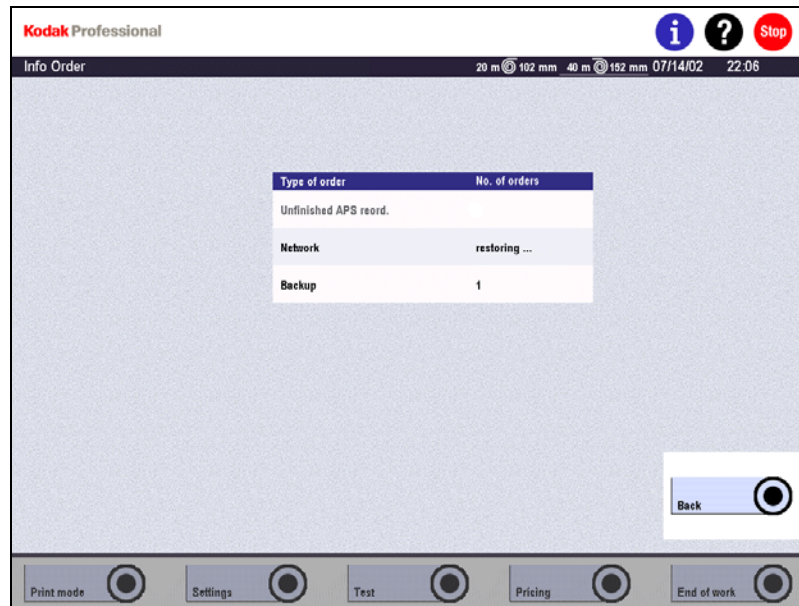 Kodak Professional
i ? Stop
Info Order 20 m 102 mm 40 m 152 mm 07/14/02 22:06
Type of order No. of orders
Unfinished APS reord.
Network restoring ...
Backup 1
Back
Print mode Settings Test Pricing End of work